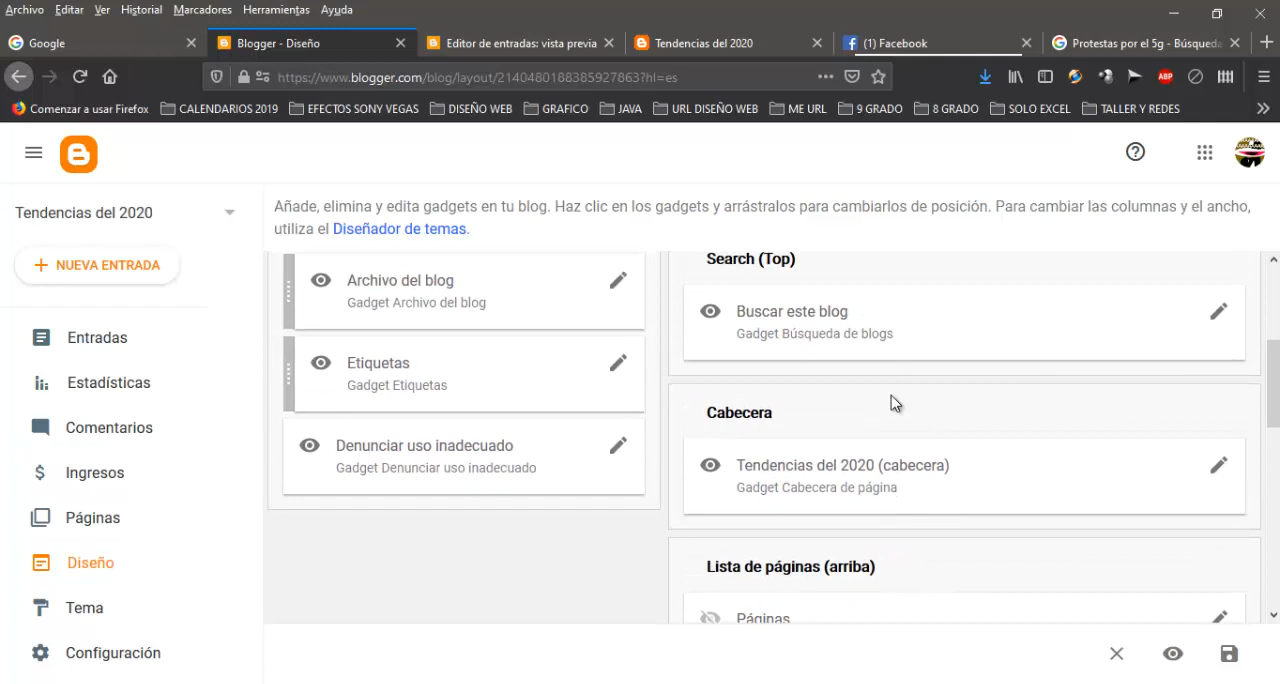 Archivo Editar Ver Historial Marcadores Herramientas Ayuda
Google
Blogger - Diseño
Editor de entradas: vista previa
Tendencias del 2020
(1) Facebook
Protestas por el 5g - Búsqueda
https://www.blogger.com/blog/layout/2140480188385927863?hl=es
ABP
Comenzar a usar Firefox CALENDARIOS 2019 EFECTOS SONY VEGAS DISEÑO WEB GRAFICO JAVA URL DISEÑO WEB ME URL 9 GRADO 8 GRADO SOLO EXCEL TALLER Y REDES
Tendencias del 2020
NUEVA ENTRADA
Entradas
Estadísticas
Comentarios
Ingresos
Páginas
Diseño
Tema
Configuración
Añade, elimina y edita gadgets en tu blog. Haz clic en los gadgets y arrástralos para cambiarlos de posición. Para cambiar las columnas y el ancho,
utiliza el Diseñador de temas.
Archivo del blog
Gadget Archivo del blog
Etiquetas
Gadget Etiquetas
Denunciar uso inadecuado
Gadget Denunciar uso inadecuado
Search (Top)
Buscar este blog
Gadget Búsqueda de blogs
Cabecera
Tendencias del 2020 (cabecera)
Gadget Cabecera de página
Lista de páginas (arriba)
Páginas